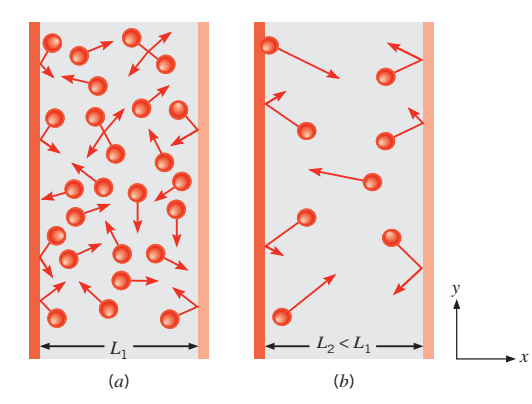 L₁
L₂ < L₁
y
x
(a)
(b)